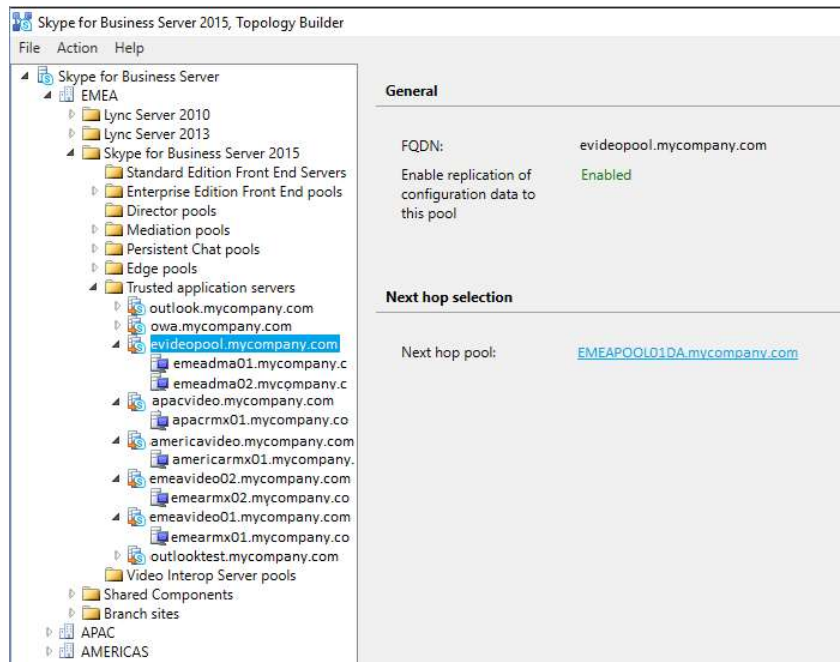 Skype for Business Server 2015, Topology Builder
File Action Help
Skype for Business Server
EMEA
Lync Server 2010
Lync Server 2013
Skype for Business Server 2015
Standard Edition Front End Servers
Enterprise Edition Front End pools
Director pools
Mediation pools
Persistent Chat pools
Edge pools
Trusted application servers
outlook.mycompany.com
owa.mycompany.com
evideopool.mycompany.com
emeadma01.mycompany.c
emeadma02.mycompany.c
apacvideo.mycompany.com
apacrmx01.mycompany.co
americavideo.mycompany.com
americarmx01.mycompany.
emeavideo02.mycompany.com
emearmx02.mycompany.co
emeavideo01.mycompany.com
emearmx01.mycompany.co
outlooktest.mycompany.com
Video Interop Server pools
Shared Components
Branch sites
APAC
AMERICAS
General
FQDN: evideopool.mycompany.com
Enable replication of Enabled
configuration data to
this pool
Next hop selection
Next hop pool: EMEAPOOL01DA.mycompany.com